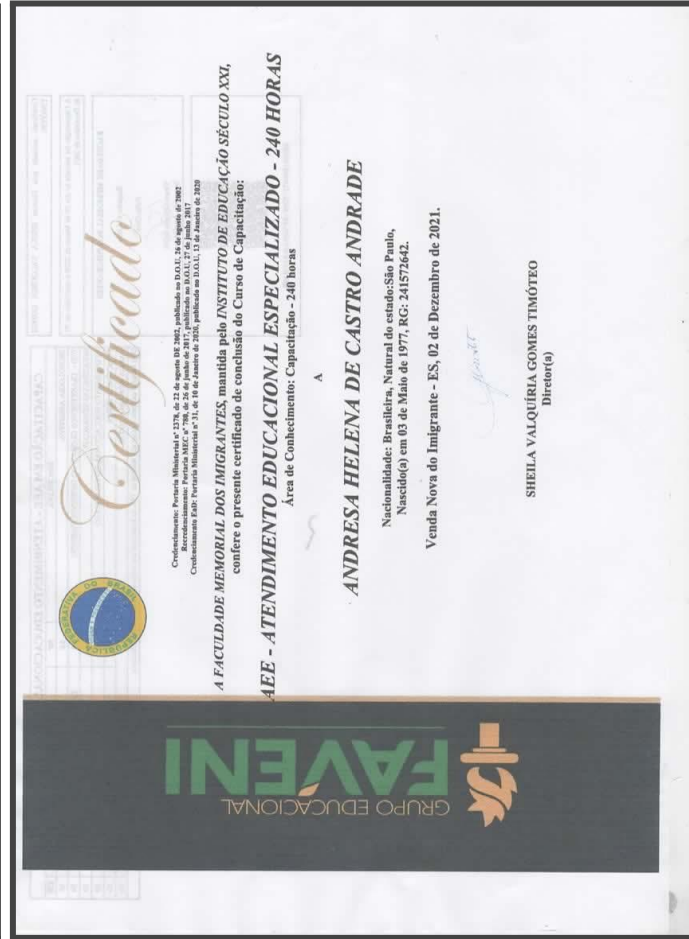 GRUPO EDUCACIONAL
FAVENI
REPÚBLICA FEDERATIVA DO BRASIL
Certificado
Credenciamento: Portaria Ministerial nº 2378, de 22 de agosto DE 2002, publicado no D.O.U, 26 de agosto de 2002
Recredenciamento: Portaria MEC nº 788, de 26 de junho de 2017, publicado no D.O.U, 27 de junho 2017
Credenciamento EaD: Portaria Ministerial nº 31, de 10 de Janeiro de 2020, publicado no D.O.U, 13 de Janeiro de 2020
A FACULDADE MEMORIAL DOS IMIGRANTES, mantida pelo INSTITUTO DE EDUCAÇÃO SÉCULO XXI,
confere o presente certificado de conclusão do Curso de Capacitação:
AEE - ATENDIMENTO EDUCACIONAL ESPECIALIZADO - 240 HORAS
Área de Conhecimento: Capacitação - 240 horas
A
ANDRESA HELENA DE CASTRO ANDRADE
Nacionalidade: Brasileira, Natural do estado:São Paulo,
Nascido(a) em 03 de Maio de 1977, RG: 241572642.
Venda Nova do Imigrante - ES, 02 de Dezembro de 2021.
SHEILA VALQUÍRIA GOMES TIMÓTEO
Diretor(a)